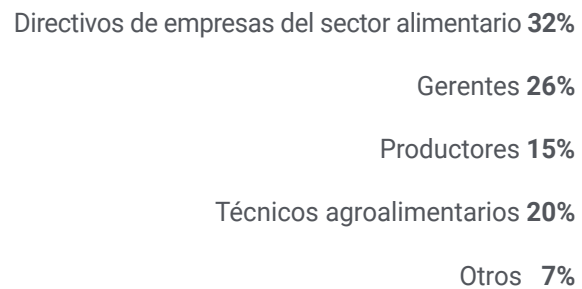 Directivos de empresas del sector alimentario 32%
Gerentes 26%
Productores 15%
Técnicos agroalimentarios 20%
Otros 7%